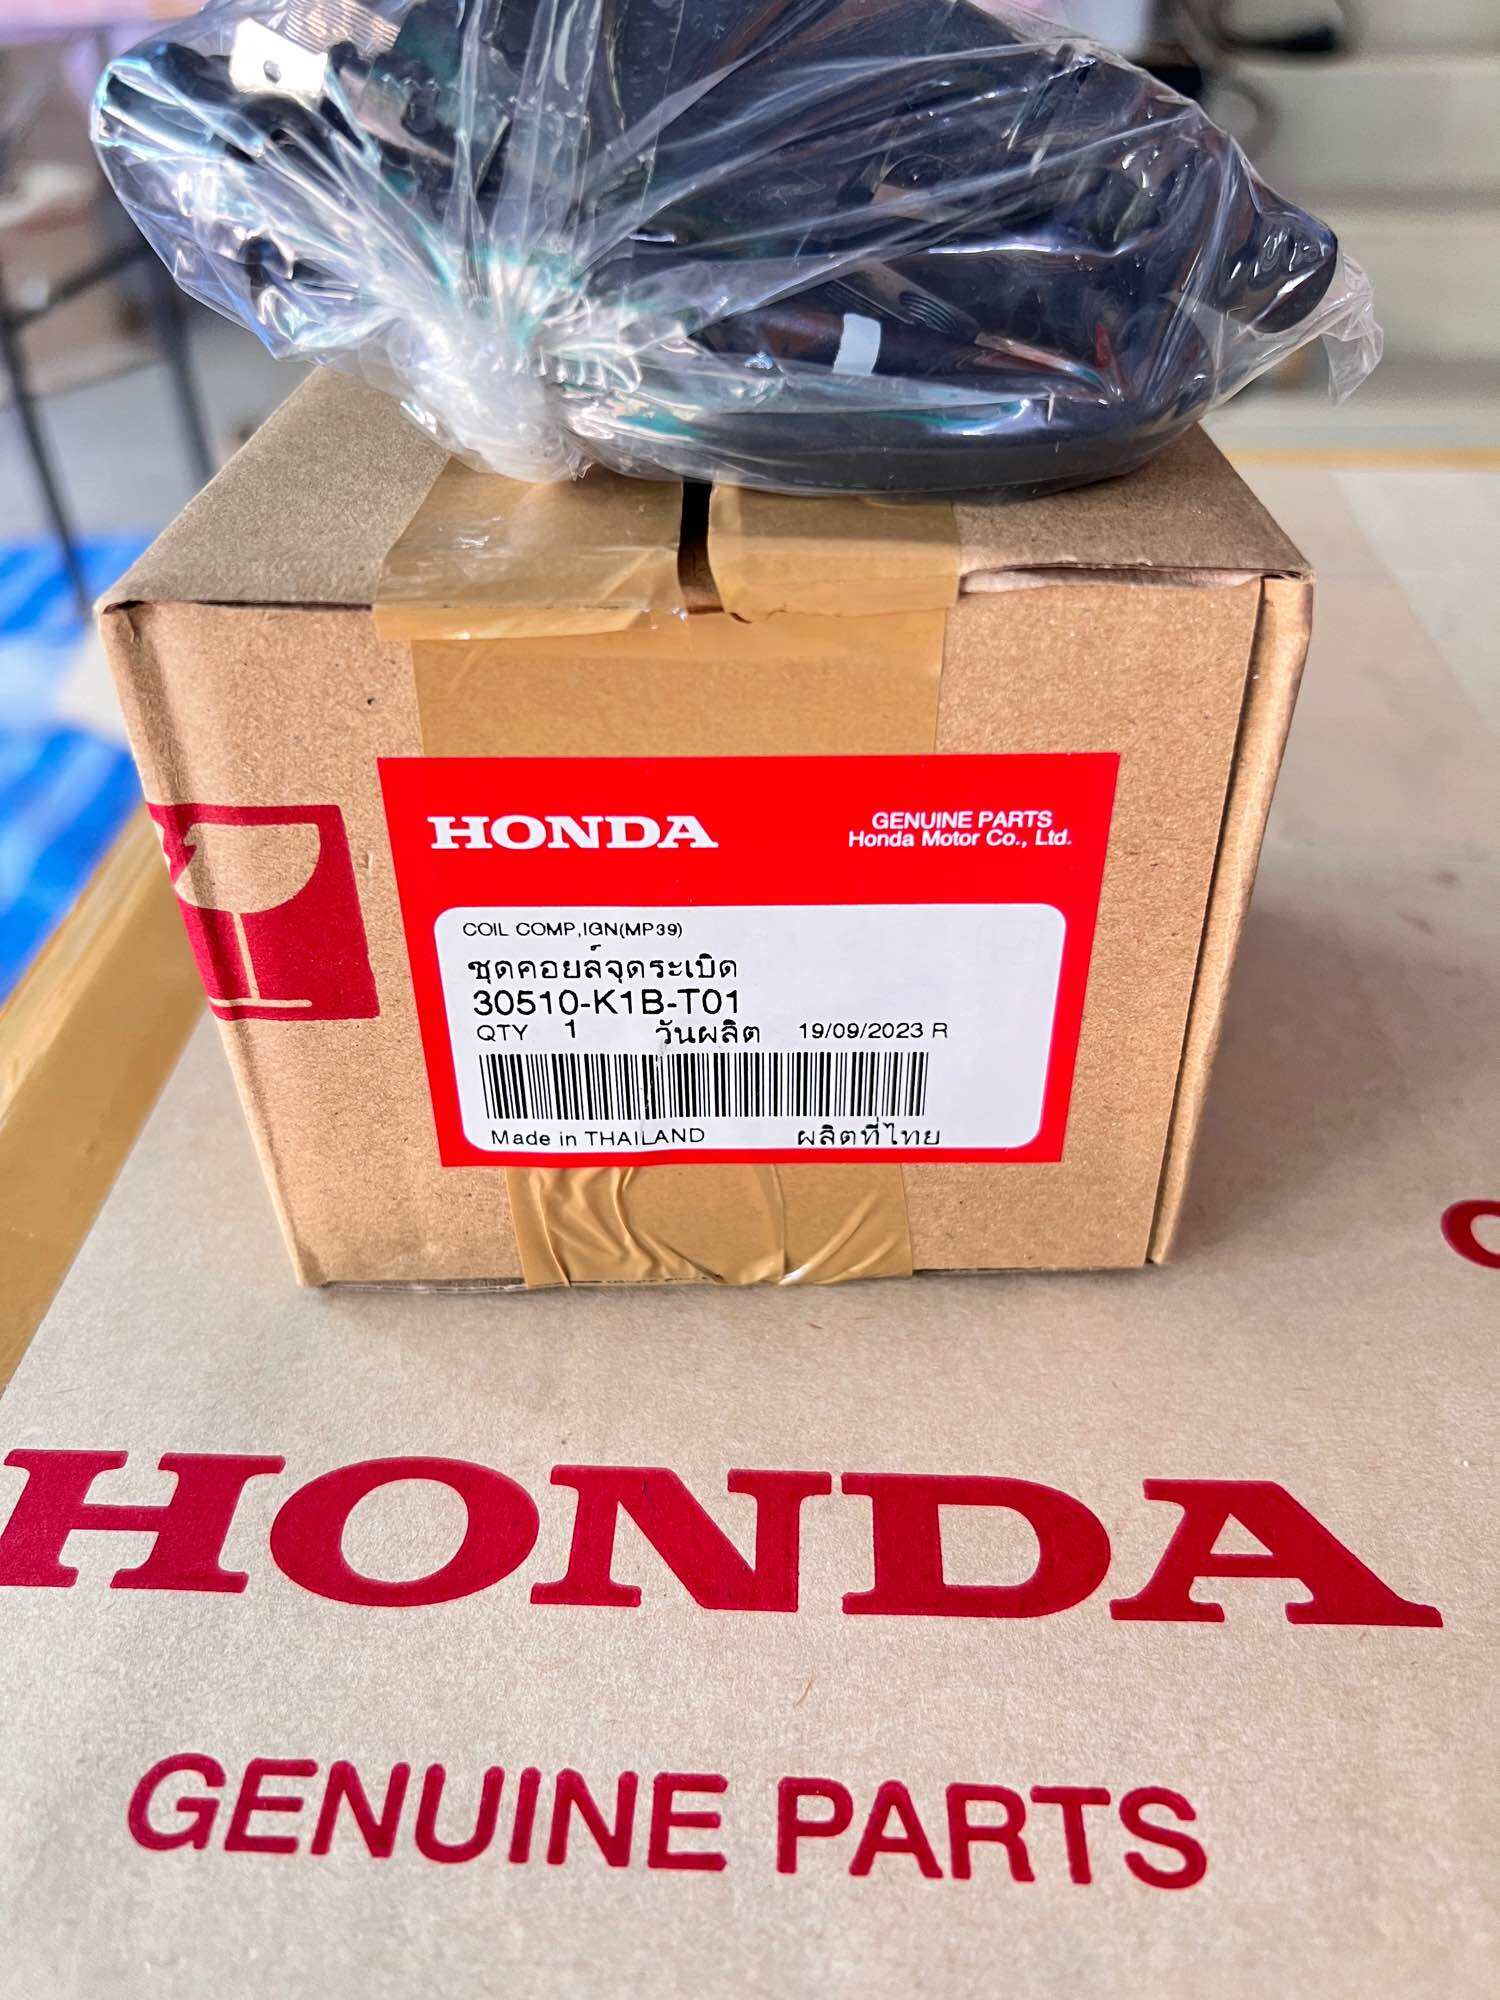 HONDA
GENUINE PARTS
Honda Motor Co., Ltd.
COIL COMP,IGN(MP39)
ชุดคอยล์จุดระเบิด
30510-K1B-T01
QTY 1 วันผลิต 19/09/2023 R
Made in THAILAND ผลิตที่ไทย
HONDA
GENUINE PARTS